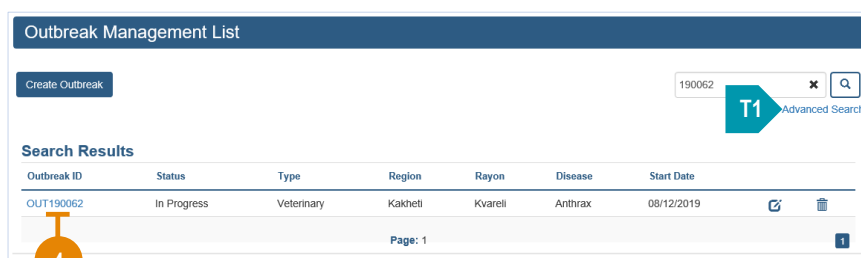 Outbreak Management List
Create Outbreak
190062
T1
Advanced Search
Search Results
Outbreak ID Status Type Region Rayon Disease Start Date
OUT190062 In Progress Veterinary Kakheti Kvareli Anthrax 08/12/2019
Page: 1 1